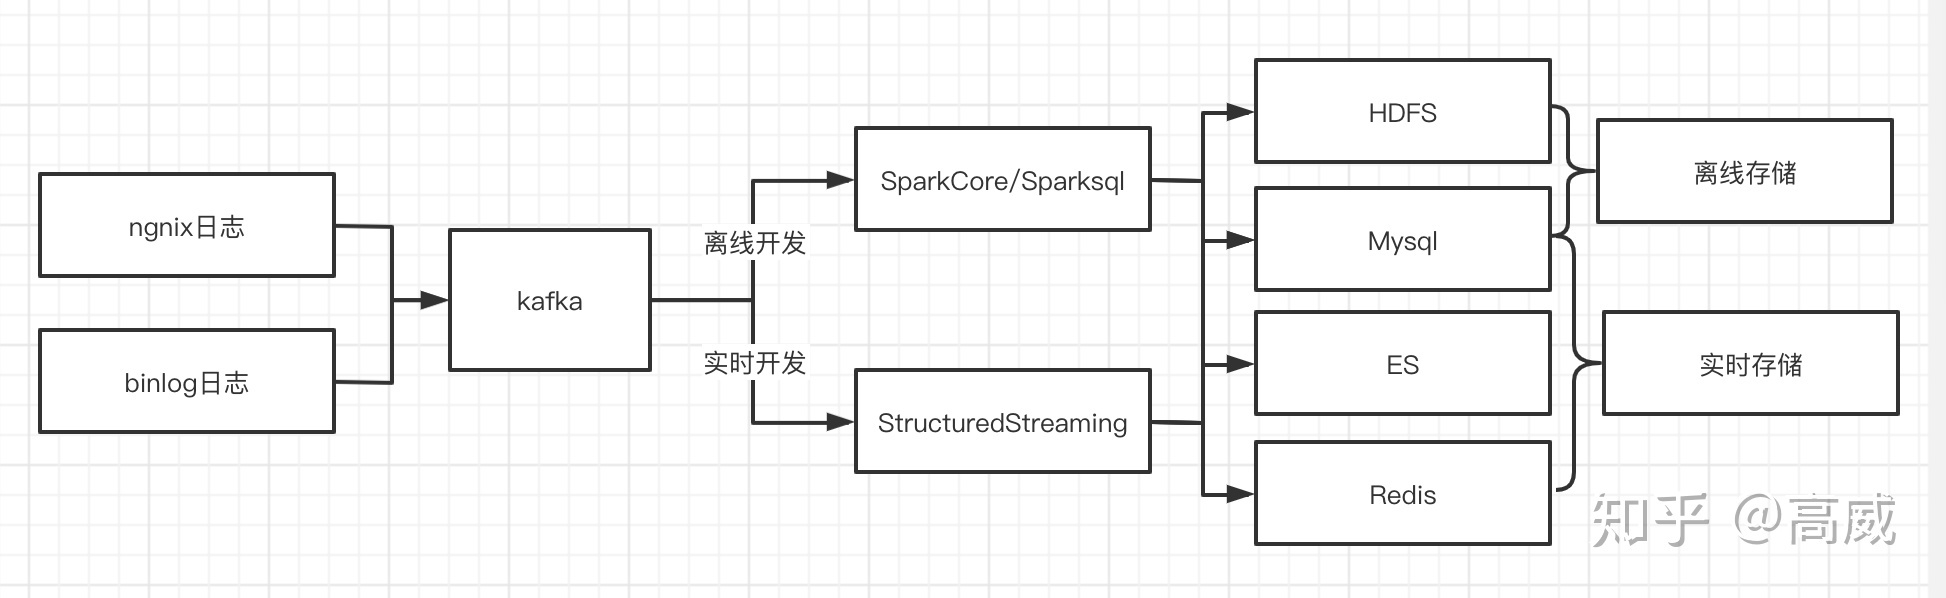 ngnix日志
binlog日志
kafka
离线开发
实时开发
SparkCore/Sparksql
StructuredStreaming
HDFS
Mysql
ES
Redis
离线存储
实时存储
知乎 @高威